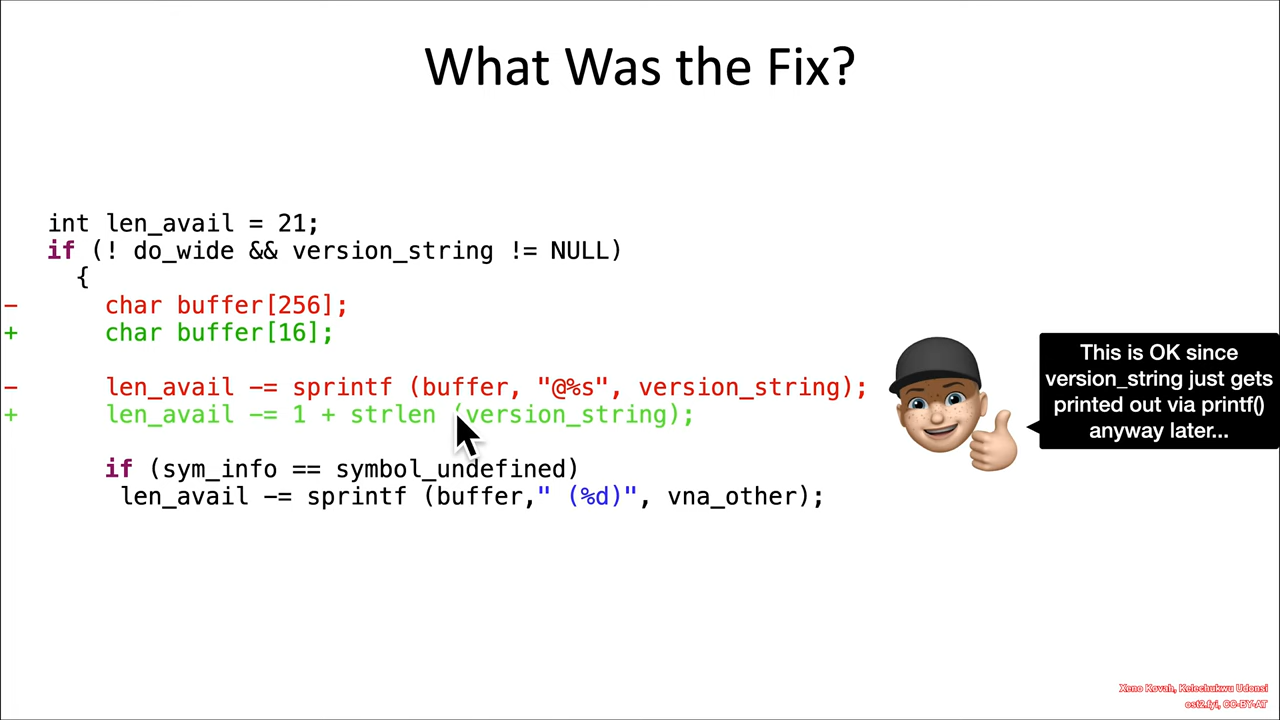 What Was the Fix?
int len_avail = 21;
if (! do_wide && version_string != NULL)
{
- char buffer[256];
+ char buffer[16];
- len_avail -= sprintf (buffer, "@%s", version_string);
+ len_avail -= 1 + strlen (version_string);
if (sym_info == symbol_undefined)
len_avail -= sprintf (buffer," (%d)", vna_other);
This is OK since
version_string just gets
printed out via printf()
anyway later...
Xeno Kovah, Kelechukwu Udonsi
ost2.fyi, CC-BY-AT